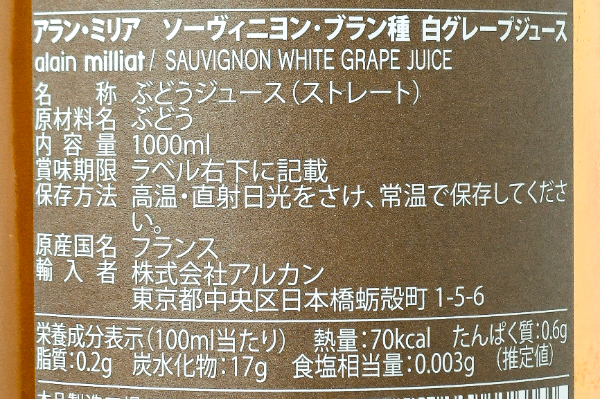 アラン・ミリア　ソーヴィニヨン・ブラン種 白グレープジュース
alain milliat / SAUVIGNON WHITE GRAPE JUICE
名　　称 ぶどうジュース（ストレート）
原材料名 ぶどう
内 容 量 1000ml
賞味期限 ラベル右下に記載
保存方法 高温・直射日光をさけ、常温で保存してくださ
い。
原産国名 フランス
輸 入 者 株式会社アルカン
東京都中央区日本橋蛎殻町 1-5-6
栄養成分表示（100ml当たり）　熱量：70kcal　たんぱく質：0.6g
脂質：0.2g　炭水化物：17g　食塩相当量：0.003g　（推定値）